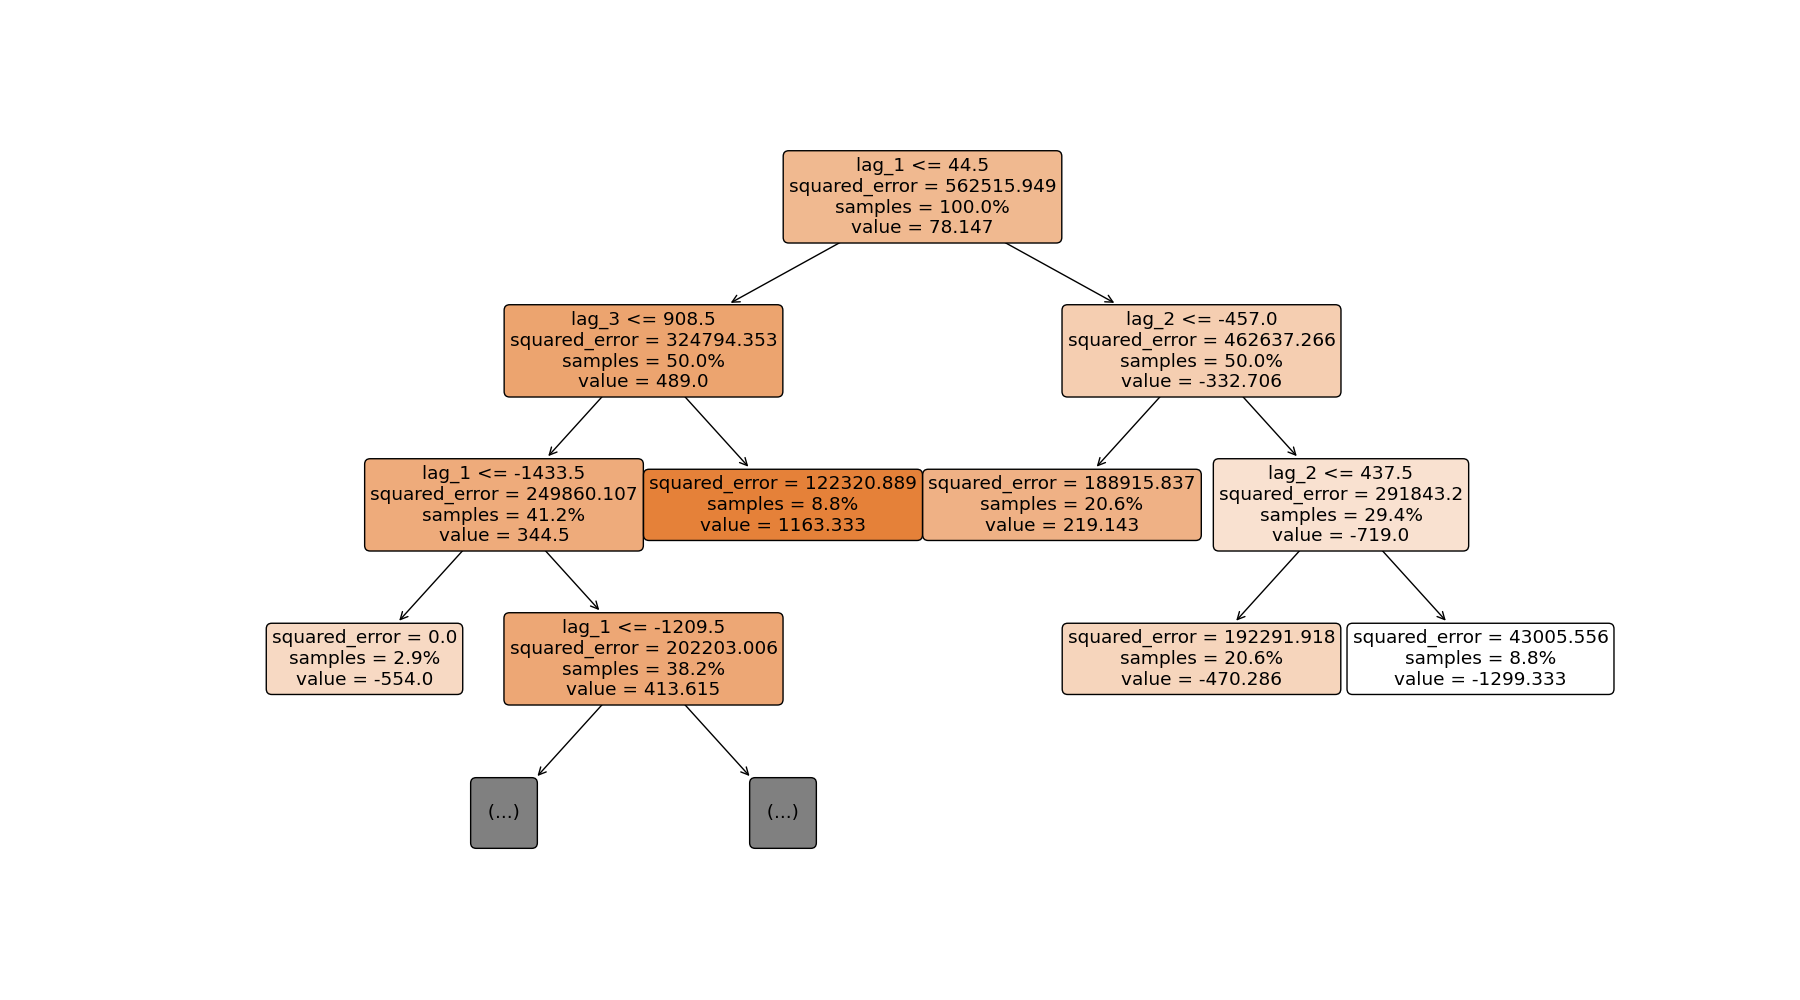 lag_1 <= 44.5
squared_error = 562515.949
samples = 100.0%
value = 78.147
lag_3 <= 908.5
squared_error = 324794.353
samples = 50.0%
value = 489.0
lag_2 <= -457.0
squared_error = 462637.266
samples = 50.0%
value = -332.706
lag_1 <= -1433.5
squared_error = 249860.107
samples = 41.2%
value = 344.5
squared_error = 122320.889
samples = 8.8%
value = 1163.333
squared_error = 188915.837
samples = 20.6%
value = 219.143
lag_2 <= 437.5
squared_error = 291843.2
samples = 29.4%
value = -719.0
squared_error = 0.0
samples = 2.9%
value = -554.0
lag_1 <= -1209.5
squared_error = 202203.006
samples = 38.2%
value = 413.615
squared_error = 192291.918
samples = 20.6%
value = -470.286
squared_error = 43005.556
samples = 8.8%
value = -1299.333
(...)
(...)